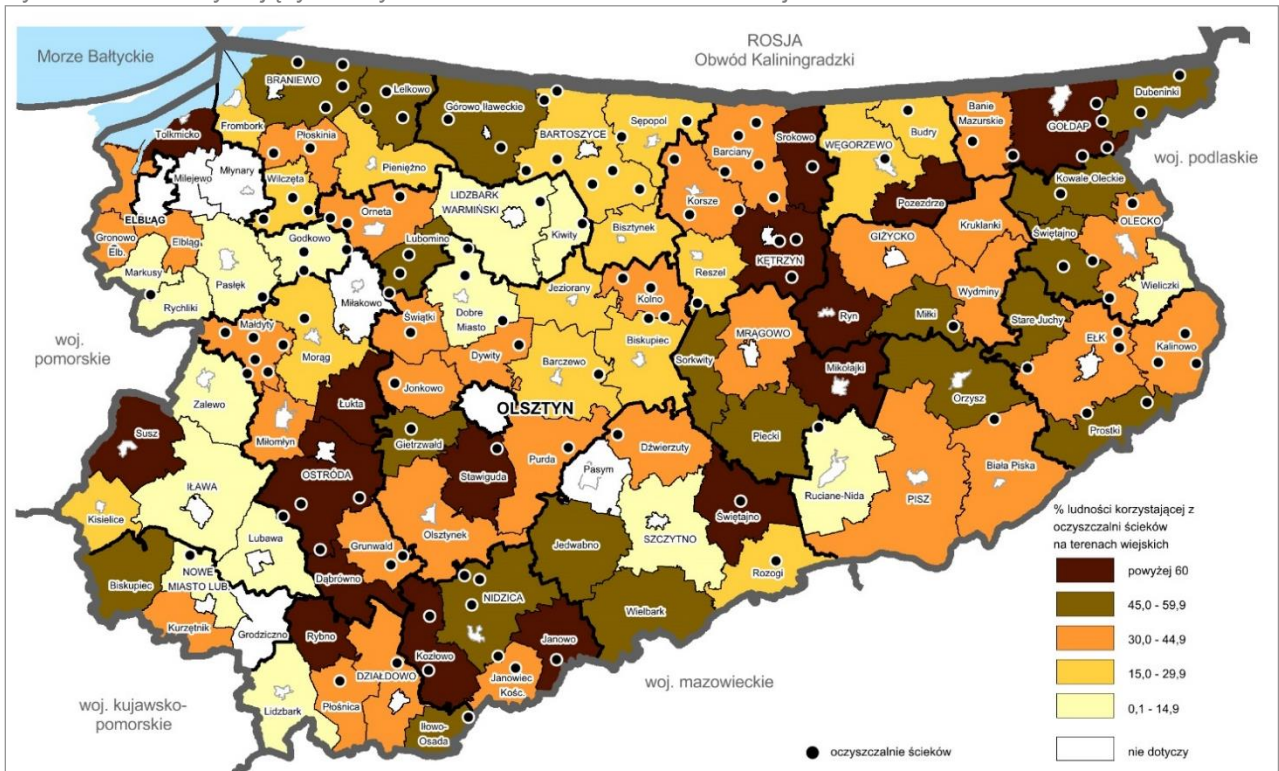 Morze Bałtyckie
ROSJA
Obwód Kaliningradzki
BRANIEWO
Lelkowo
Górowo Iławeckie
Dubeninki
Tolkmicko
Frombork
Płoskinia
BARTOSZYCE
Sępopol
Barciany
Srokowo
WĘGORZEWO
Budry
Banie
Mazurskie
GOŁDAP
woj. podlaskie
Milejewo
Młynary
Wilczęta
Pieniężno
LIDZBARK
WARMIŃSKI
Kiwity
Korsze
Pozezdrze
Kowale Oleckie
ELBLĄG
Orneta
Bisztynek
Kruklanki
OLECKO
Gronowo
Elb.
Elbląg
Godkowo
Lubomino
Reszel
KĘTRZYN
GIŻYCKO
Świętajno
Markusy
Pasłęk
Miłakowo
Jeziorany
Kolno
Wydminy
Wieliczki
Rychliki
Dobre
Miasto
Świątki
Ryn
Miłki
Stare Juchy
woj.
pomorskie
Małdyty
Morąg
Dywity
Barczewo
Biskupiec
Sorkwity
MRĄGOWO
EŁK
Kalinowo
Zalewo
Jonkowo
OLSZTYN
Mikołajki
Orzysz
Łukta
Miłomłyn
Gietrzwałd
Susz
Piecki
Prostki
OSTRÓDA
Stawiguda
Purda
Dźwierzuty
Biała Piska
IŁAWA
Pasym
Ruciane-Nida
PISZ
Kisielice
Olsztynek
Świętajno
% ludności korzystającej z
oczyszczalni ścieków
na terenach wiejskich
Lubawa
Grunwald
SZCZYTNO
Jedwabno
Biskupiec
NOWE
MIASTO LUB.
Dąbrówno
Rozogi
powyżej 60
NIDZICA
Wielbark
45,0 - 59,9
Kurzętnik
Grodziczno
Rybno
Kozłowo
Janowo
30,0 - 44,9
woj. kujawsko-
pomorskie
Lidzbark
Płośnica
DZIAŁDOWO
Janowiec
Kośc.
woj. mazowieckie
15,0 - 29,9
0,1 - 14,9
Iłowo-
Osada
oczyszczalnie ścieków
nie dotyczy